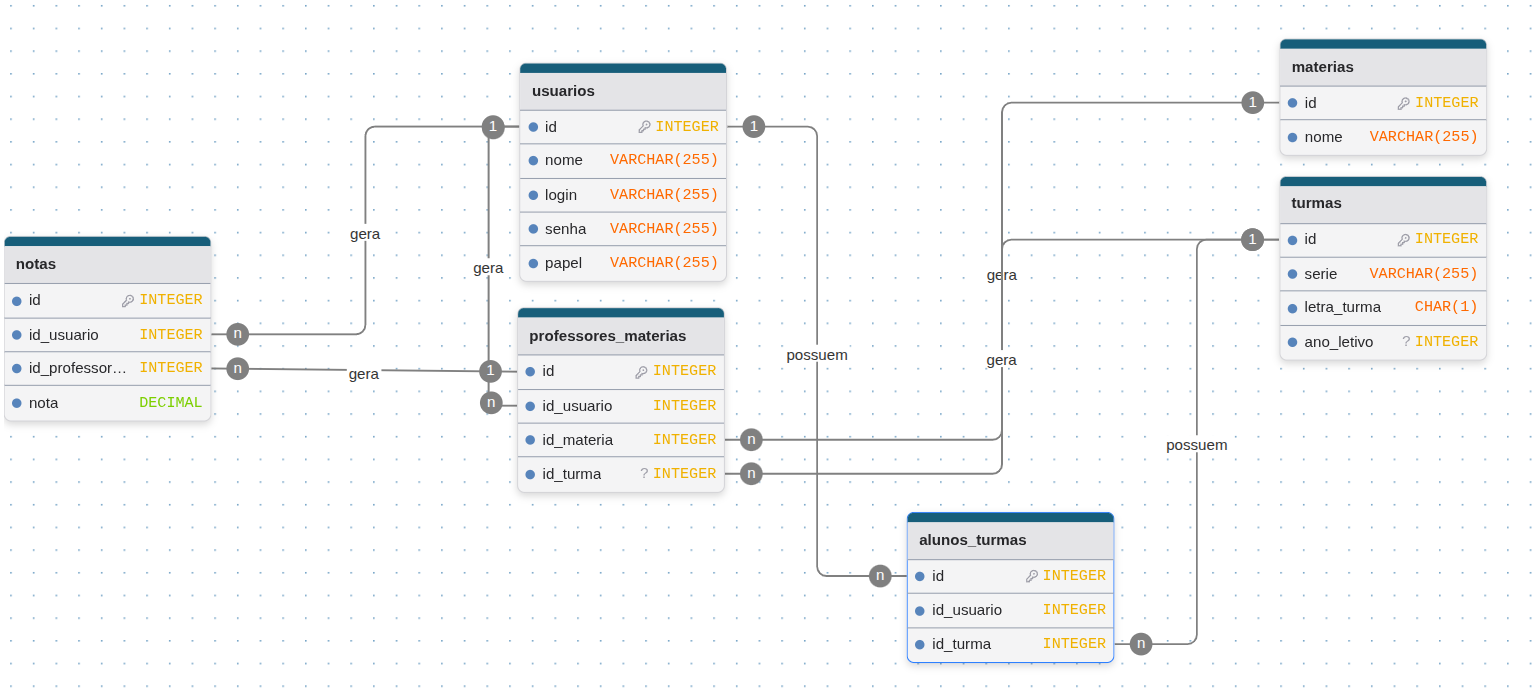 notas
id INTEGER
id_usuario INTEGER
id_professor... INTEGER
nota DECIMAL
n
n
gera
gera
usuarios
id INTEGER
nome VARCHAR(255)
login VARCHAR(255)
senha VARCHAR(255)
papel VARCHAR(255)
1
1
gera
professores_materias
id INTEGER
id_usuario INTEGER
id_materia INTEGER
id_turma ? INTEGER
1
n
n
n
possuem
gera
gera
materias
id INTEGER
nome VARCHAR(255)
1
turmas
id INTEGER
serie VARCHAR(255)
letra_turma CHAR(1)
ano_letivo ? INTEGER
1
possuem
alunos_turmas
id INTEGER
id_usuario INTEGER
id_turma INTEGER
n
n